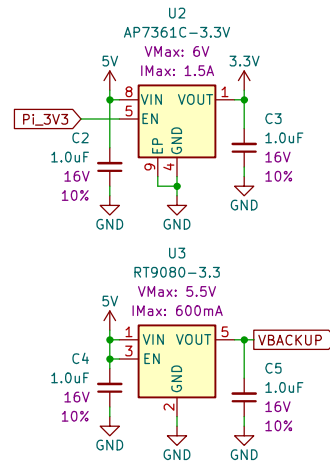 U2
AP7361C-3.3V
VMax: 6V
IMax: 1.5A
5V
3.3V
8 VIN VOUT 1
Pi_3V3
5 EN
C2
1.0uF
16V
10%
EP
GND
9
4
C3
1.0uF
16V
10%
GND
GND
GND
U3
RT9080-3.3
VMax: 5.5V
IMax: 600mA
5V
1 VIN VOUT 5
VBACKUP
3 EN
C4
1.0uF
16V
10%
GND
2
C5
1.0uF
16V
10%
GND
GND
GND